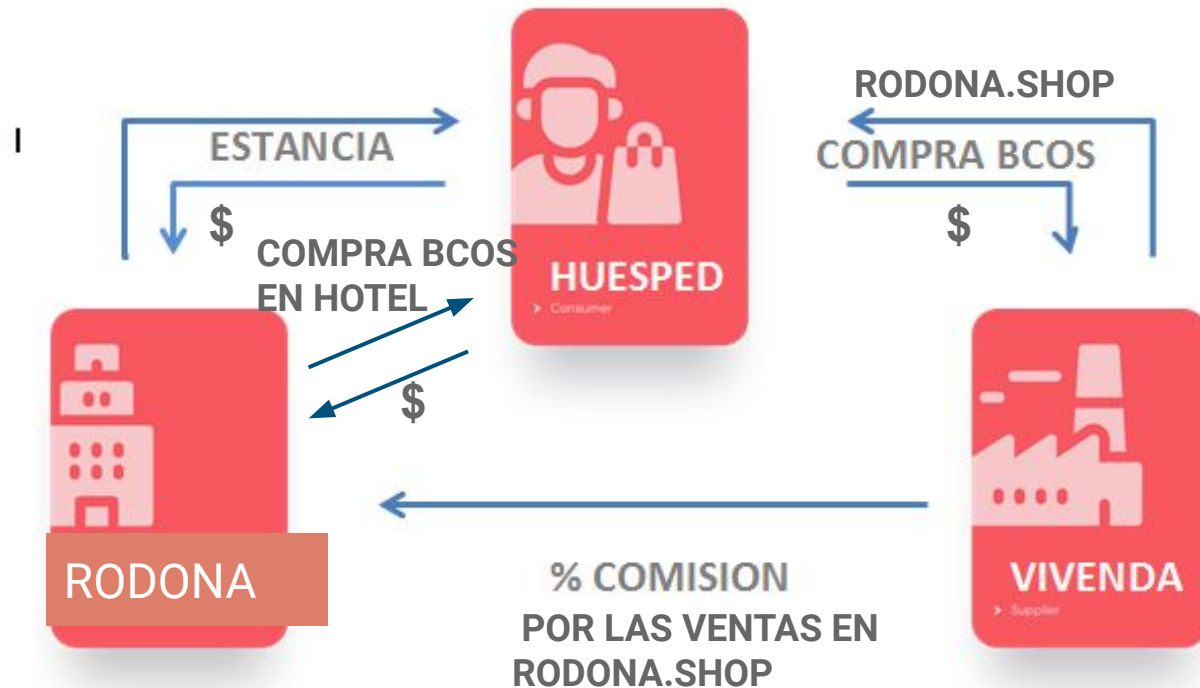 I
ESTANCIA
$
RODONA.SHOP
COMPRA BCOS
$
COMPRA BCOS
EN HOTEL
$
HUESPED
> Consumer
RODONA
VIVENDA
> Supplier
% COMISION
POR LAS VENTAS EN
RODONA.SHOP